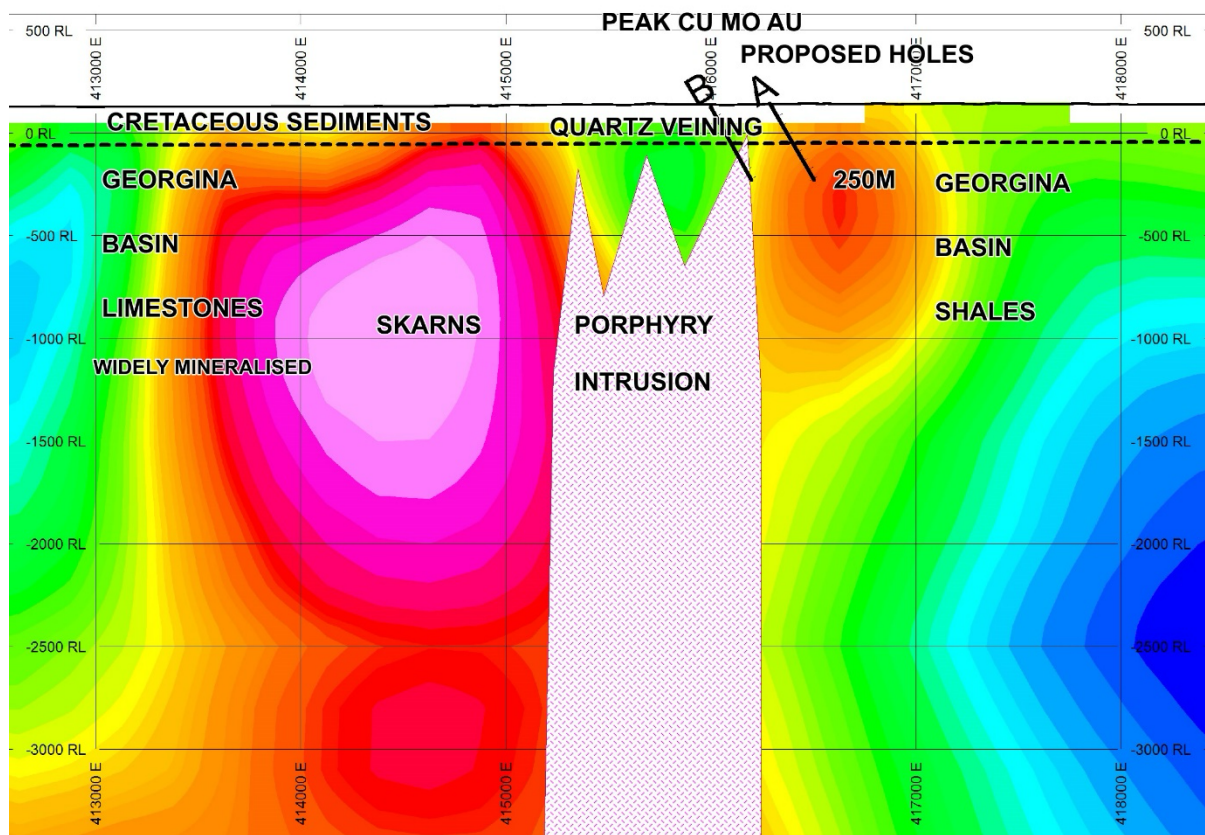 PEAK CU MO AU
500 RL
500 RL
413000 E
414000 E
415000 E
416000 E
417000 E
418000 E
PROPOSED HOLES
B
A
CRETACEOUS SEDIMENTS
QUARTZ VEINING
0 RL
0 RL
GEORGINA
250M
GEORGINA
-500 RL
BASIN
BASIN
-500 RL
LIMESTONES
SKARNS
PORPHYRY
SHALES
-1000 RL
-1000 RL
WIDELY MINERALISED
INTRUSION
-1500 RL
-1500 RL
-2000 RL
-2000 RL
-2500 RL
-2500 RL
-3000 RL
-3000 RL
413000 E
414000 E
415000 E
417000 E
418000 E